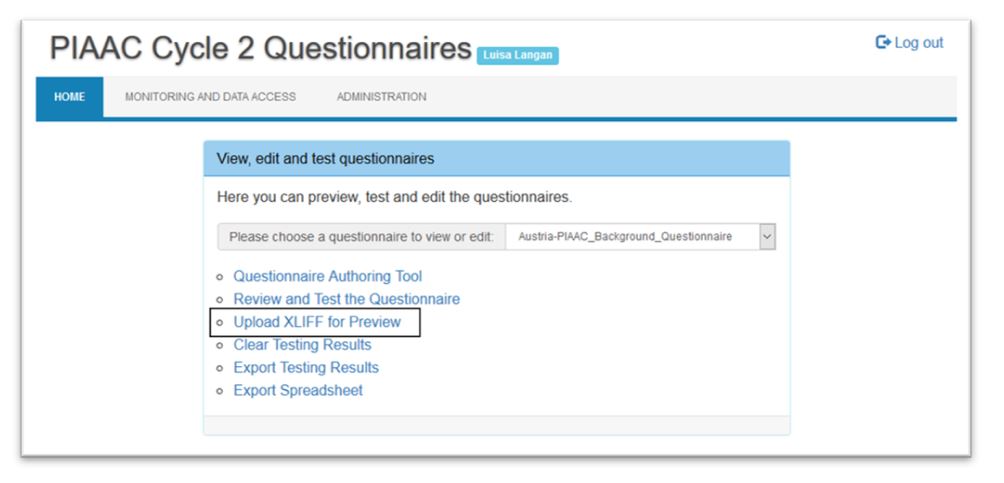 PIAAC Cycle 2 Questionnaires Luisa Langan
Log out
HOME MONITORING AND DATA ACCESS ADMINISTRATION
View, edit and test questionnaires
Here you can preview, test and edit the questionnaires.
Please choose a questionnaire to view or edit: Austria-PIAAC_Background_Questionnaire
Questionnaire Authoring Tool
Review and Test the Questionnaire
Upload XLIFF for Preview
Clear Testing Results
Export Testing Results
Export Spreadsheet